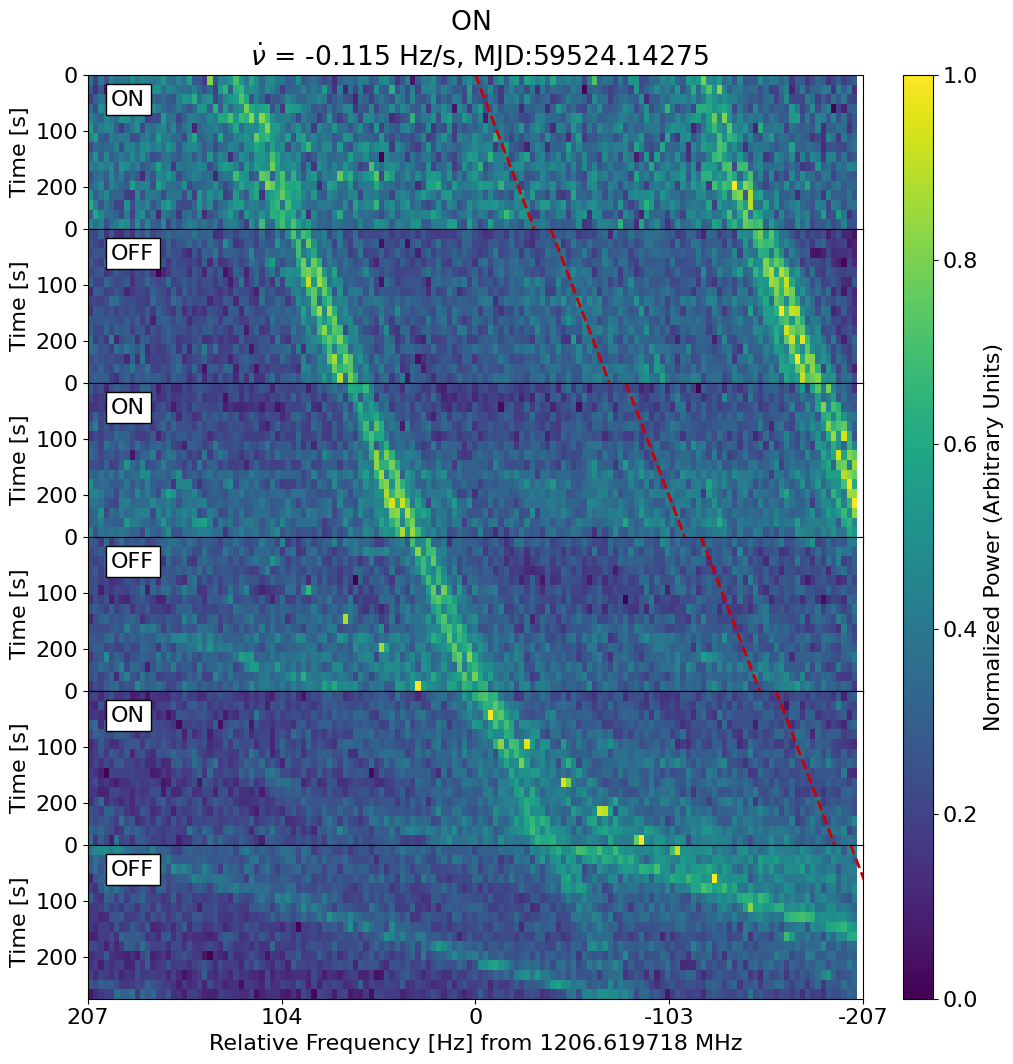 ON
ν̇ = -0.115 Hz/s, MJD:59524.14275
0
100
200
Time [s]
ON
0
100
200
Time [s]
OFF
0
100
200
Time [s]
ON
0
100
200
Time [s]
OFF
0
100
200
Time [s]
ON
0
100
200
Time [s]
OFF
207 104 0 -103 -207
Relative Frequency [Hz] from 1206.619718 MHz
1.0
0.8
0.6
0.4
0.2
0.0
Normalized Power (Arbitrary Units)